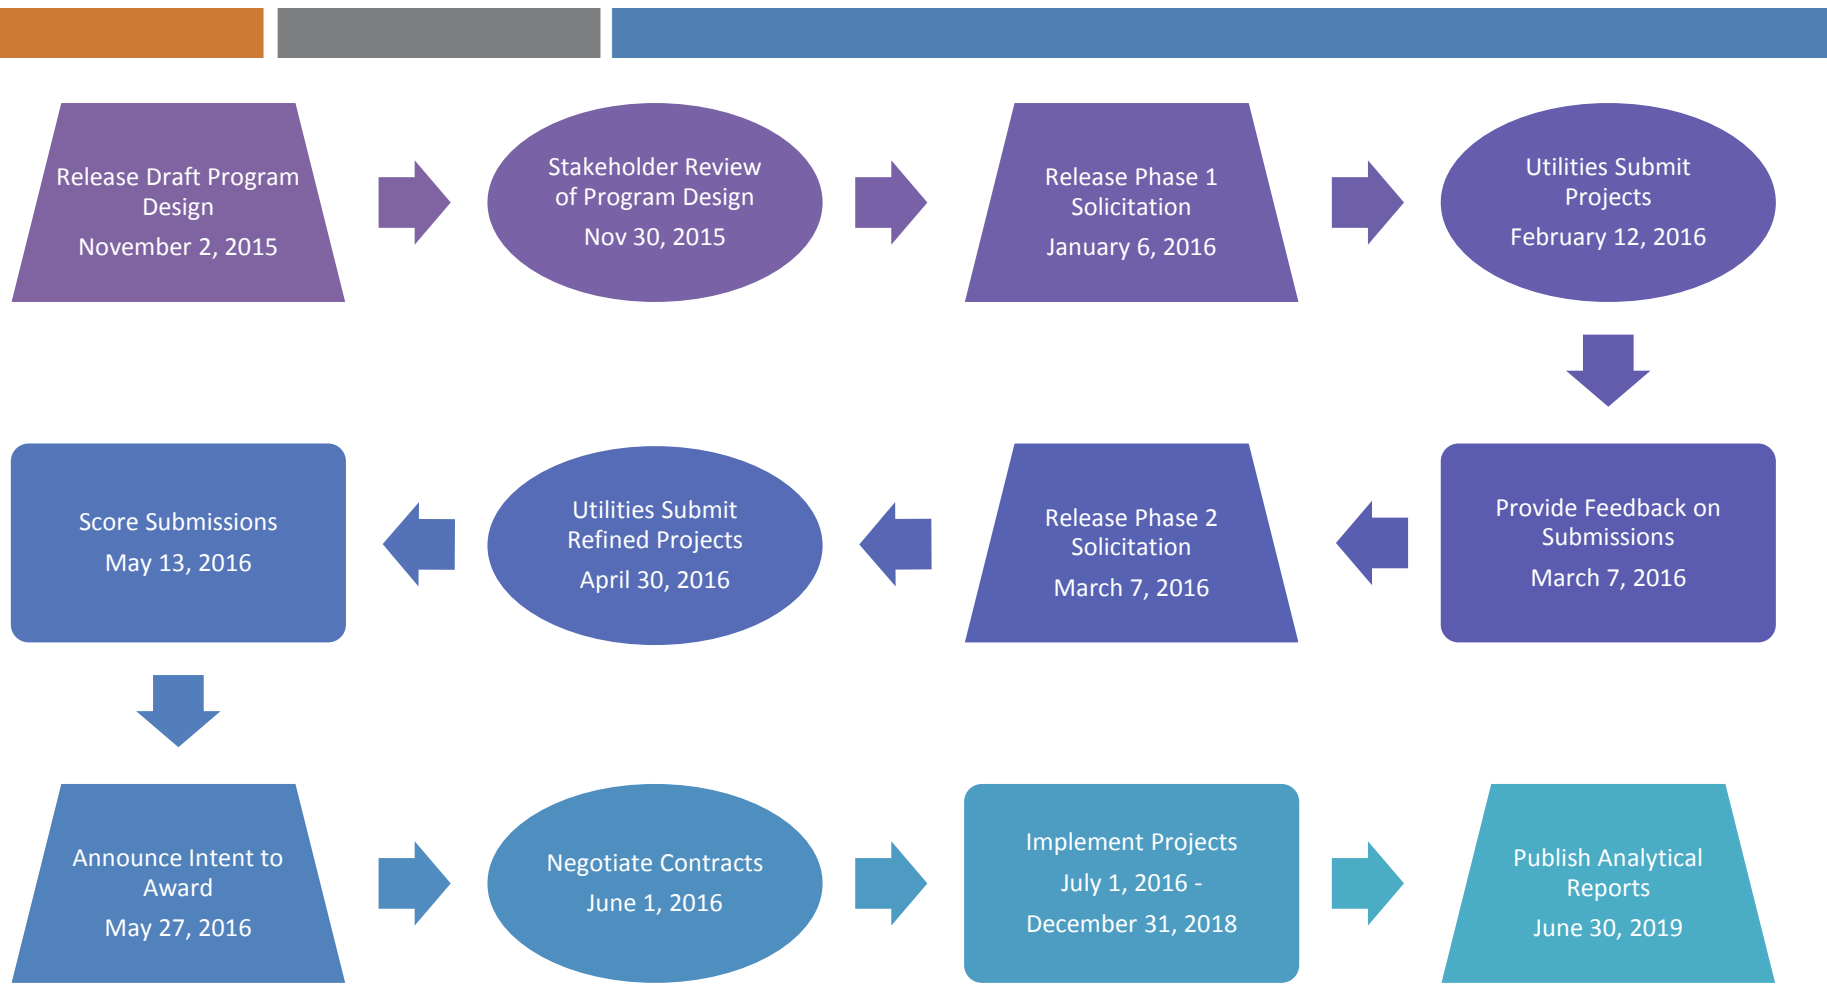 Release Draft Program
Design
November 2, 2015
Stakeholder Review
of Program Design
Nov 30, 2015
Release Phase 1
Solicitation
January 6, 2016
Utilities Submit
Projects
February 12, 2016
Provide Feedback on
Submissions
March 7, 2016
Release Phase 2
Solicitation
March 7, 2016
Utilities Submit
Refined Projects
April 30, 2016
Score Submissions
May 13, 2016
Announce Intent to
Award
May 27, 2016
Negotiate Contracts
June 1, 2016
Implement Projects
July 1, 2016 -
December 31, 2018
Publish Analytical
Reports
June 30, 2019